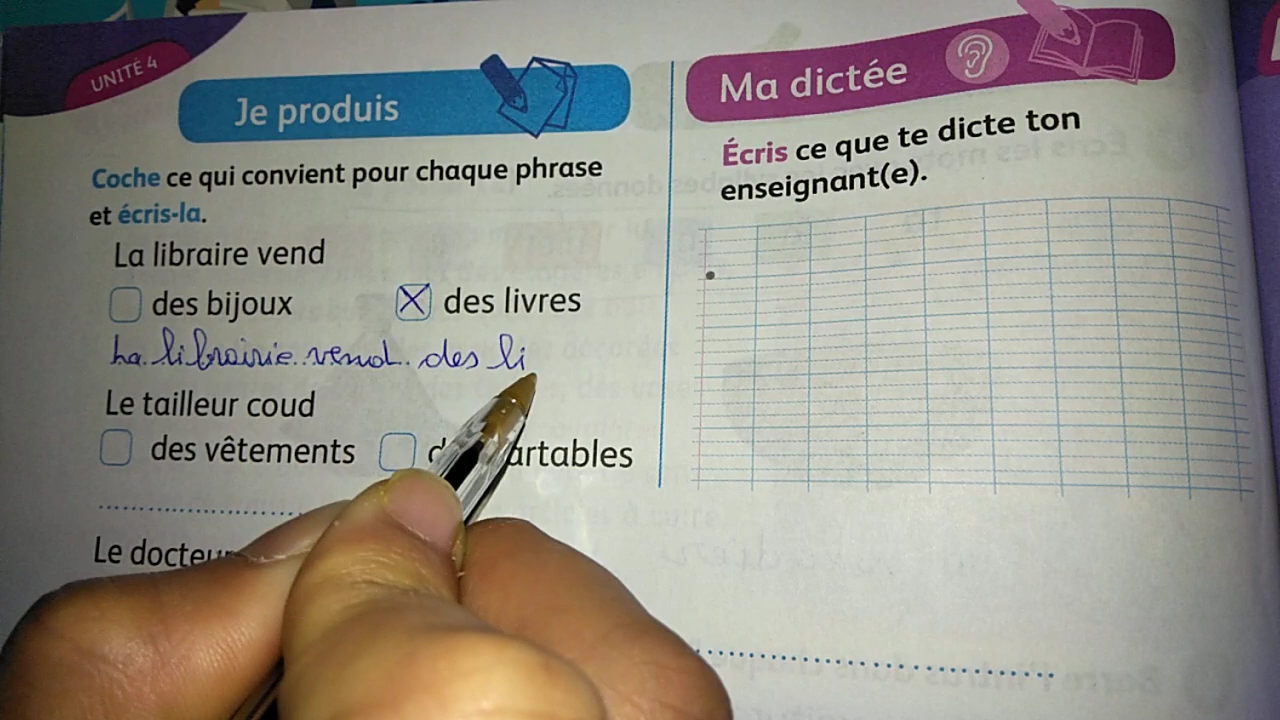 UNITÉ 4
Je produis
Coche ce qui convient pour chaque phrase
et écris-la.
La libraire vend
des bijoux
des livres
La librairie vend des li
Le tailleur coud
des vêtements
Le docteur
Ma dictée
Écris ce que te dicte ton
enseignant(e).